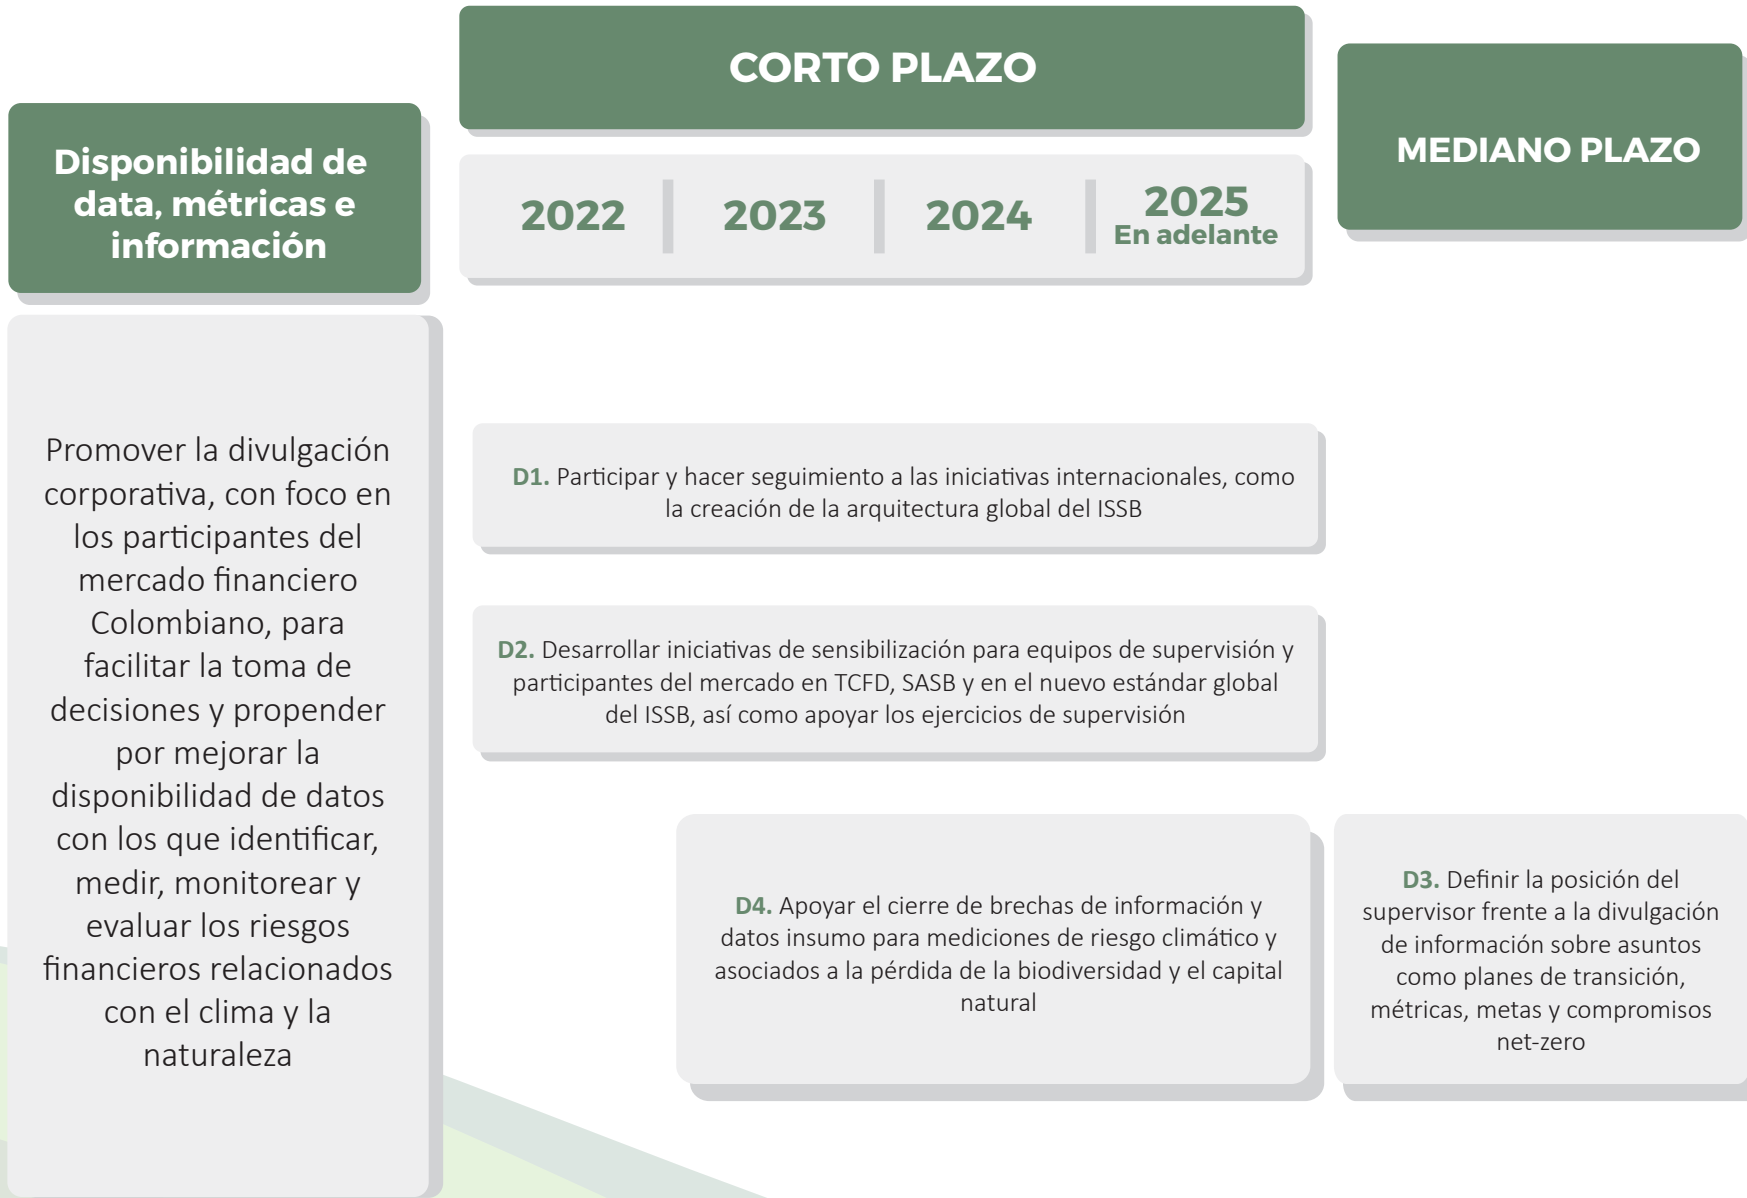 CORTO PLAZO
MEDIANO PLAZO
Disponibilidad de
data, métricas e
información
2022
2023
2024
2025
En adelante
Promover la divulgación
corporativa, con foco en
los participantes del
mercado financiero
Colombiano, para
facilitar la toma de
decisiones y propender
por mejorar la
disponibilidad de datos
con los que identificar,
medir, monitorear y
evaluar los riesgos
financieros relacionados
con el clima y la
naturaleza
D1. Participar y hacer seguimiento a las iniciativas internacionales, como
la creación de la arquitectura global del ISSB
D2. Desarrollar iniciativas de sensibilización para equipos de supervisión y
participantes del mercado en TCFD, SASB y en el nuevo estándar global
del ISSB, así como apoyar los ejercicios de supervisión
D4. Apoyar el cierre de brechas de información y
datos insumo para mediciones de riesgo climático y
asociados a la pérdida de la biodiversidad y el capital
natural
D3. Definir la posición del
supervisor frente a la divulgación
de información sobre asuntos
como planes de transición,
métricas, metas y compromisos
net-zero